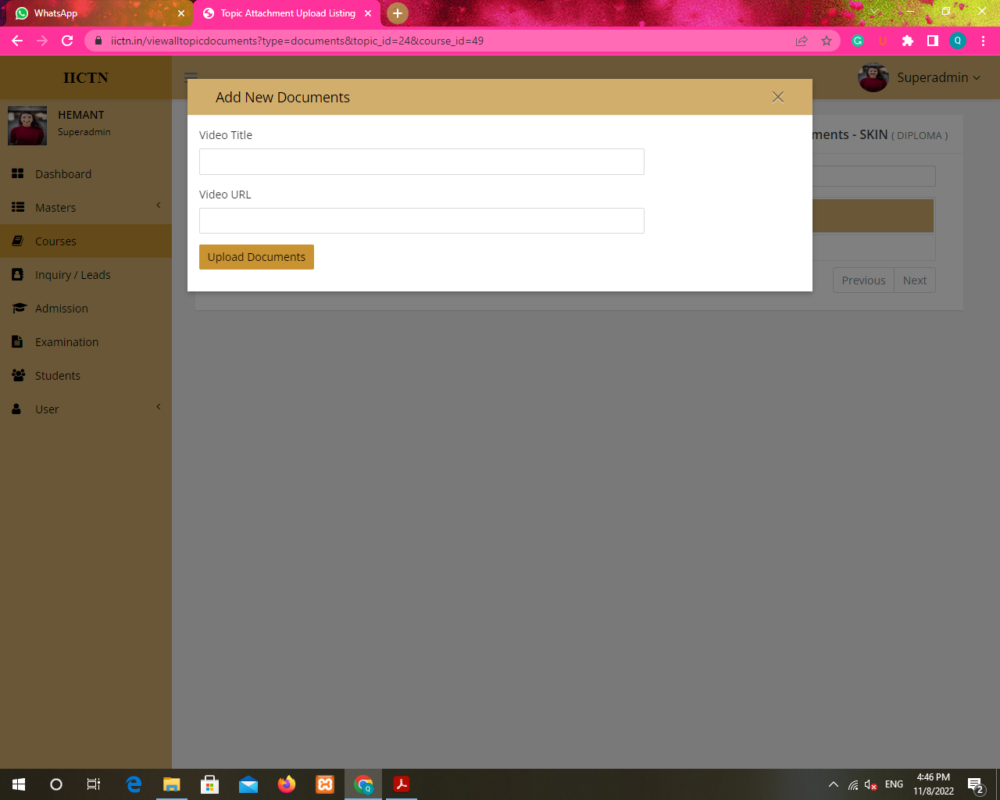 WhatsApp
Topic Attachment Upload Listing
iictn.in/viewalltopicdocuments?type=documents&topic_id=24&course_id=49
Q
IICTN
Superadmin
HEMANT
Superadmin
Dashboard
Masters
Courses
Inquiry / Leads
Admission
Examination
Students
User
Add New Documents
Video Title
Video URL
Upload Documents
ments - SKIN ( DIPLOMA )
Previous
Next
ENG
4:46 PM
11/8/2022
2